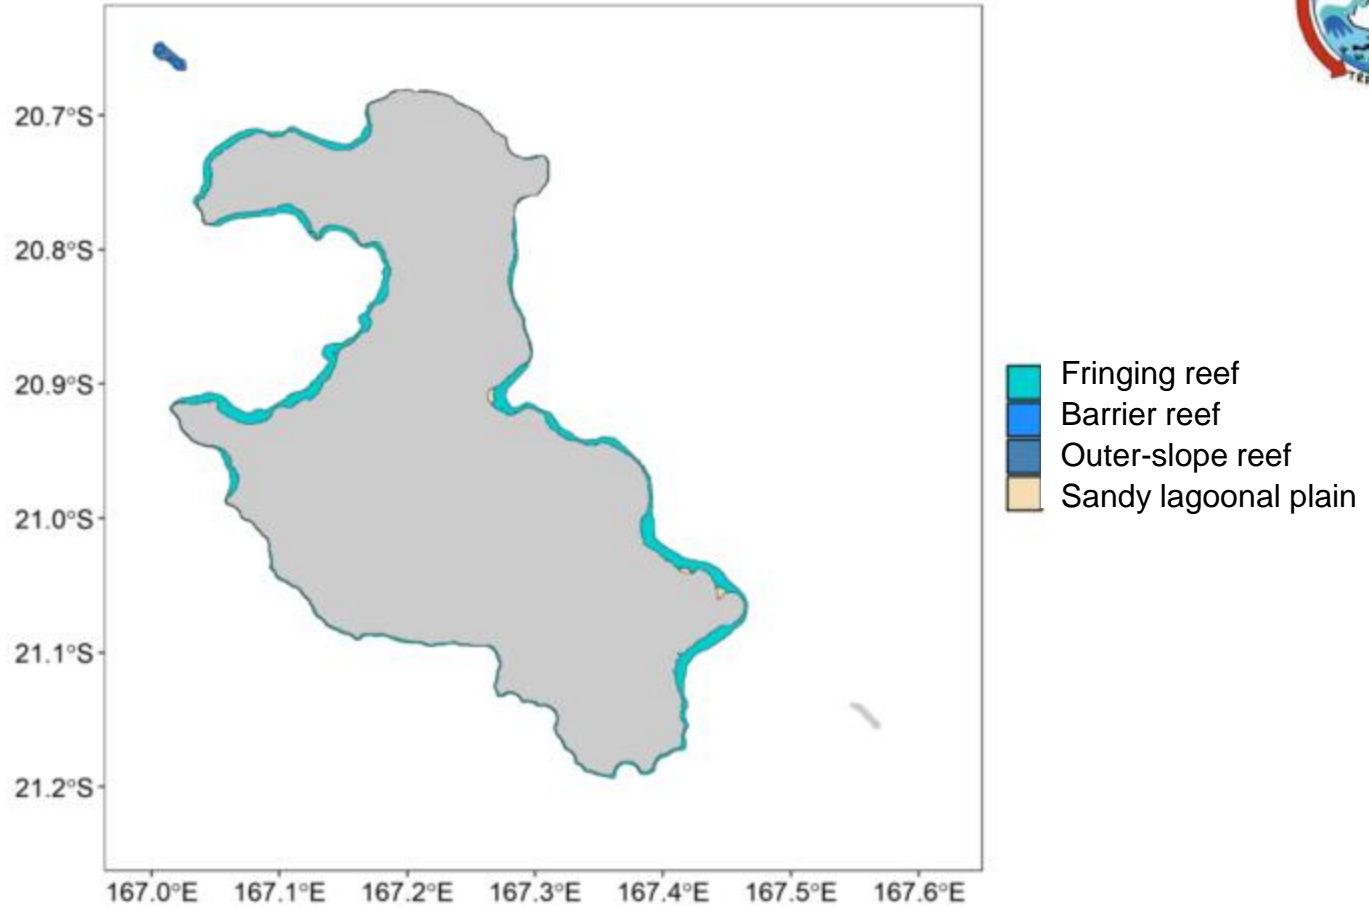 20.7°S
20.8°S
20.9°S
21.0°S
21.1°S
21.2°S
167.0°E 167.1°E 167.2°E 167.3°E 167.4°E 167.5°E 167.6°E
Fringing reef
Barrier reef
Outer-slope reef
Sandy lagoonal plain